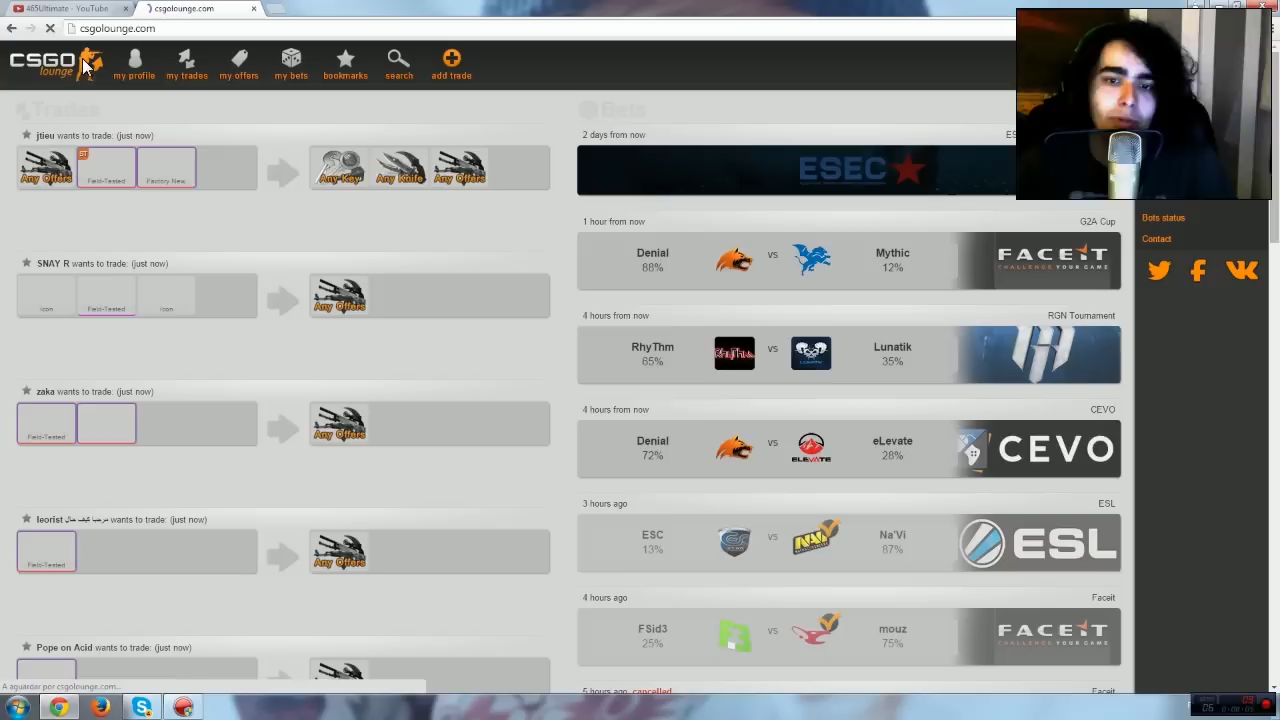 465Ultimate - YouTube
csgolounge.com
csgolounge.com
CSGO
lounge
my profile
my trades
my offers
my bets
bookmarks
search
add trade
Trades
jtieu wants to trade: (just now)
Any Offers
ST
Field-Tested
Factory New
Any Key
Any Knife
Any Offers
SNAY R wants to trade: (just now)
Icon
Field-Tested
Icon
Any Offers
zaka wants to trade: (just now)
Field-Tested
Any Offers
leorist مرحبا كيف حال wants to trade: (just now)
Field-Tested
Any Offers
Pope on Acid wants to trade: (just now)
A aguardar por csgolounge.com...
Bets
2 days from now
ESEC
1 hour from now
G2A Cup
Denial
88%
vs
Mythic
12%
FACEIT
CHALLENGE YOUR GAME
4 hours from now
RGN Tournament
RhyThm
65%
vs
Lunatik
35%
4 hours from now
CEVO
Denial
72%
vs
ELEVATE
eLevate
28%
CEVO
3 hours ago
ESL
ESC
13%
vs
Na'Vi
87%
ESL
4 hours ago
Faceit
FSid3
25%
vs
mouz
75%
FACEIT
CHALLENGE YOUR GAME
5 hours ago cancelled
Faceit
Bots status
Contact